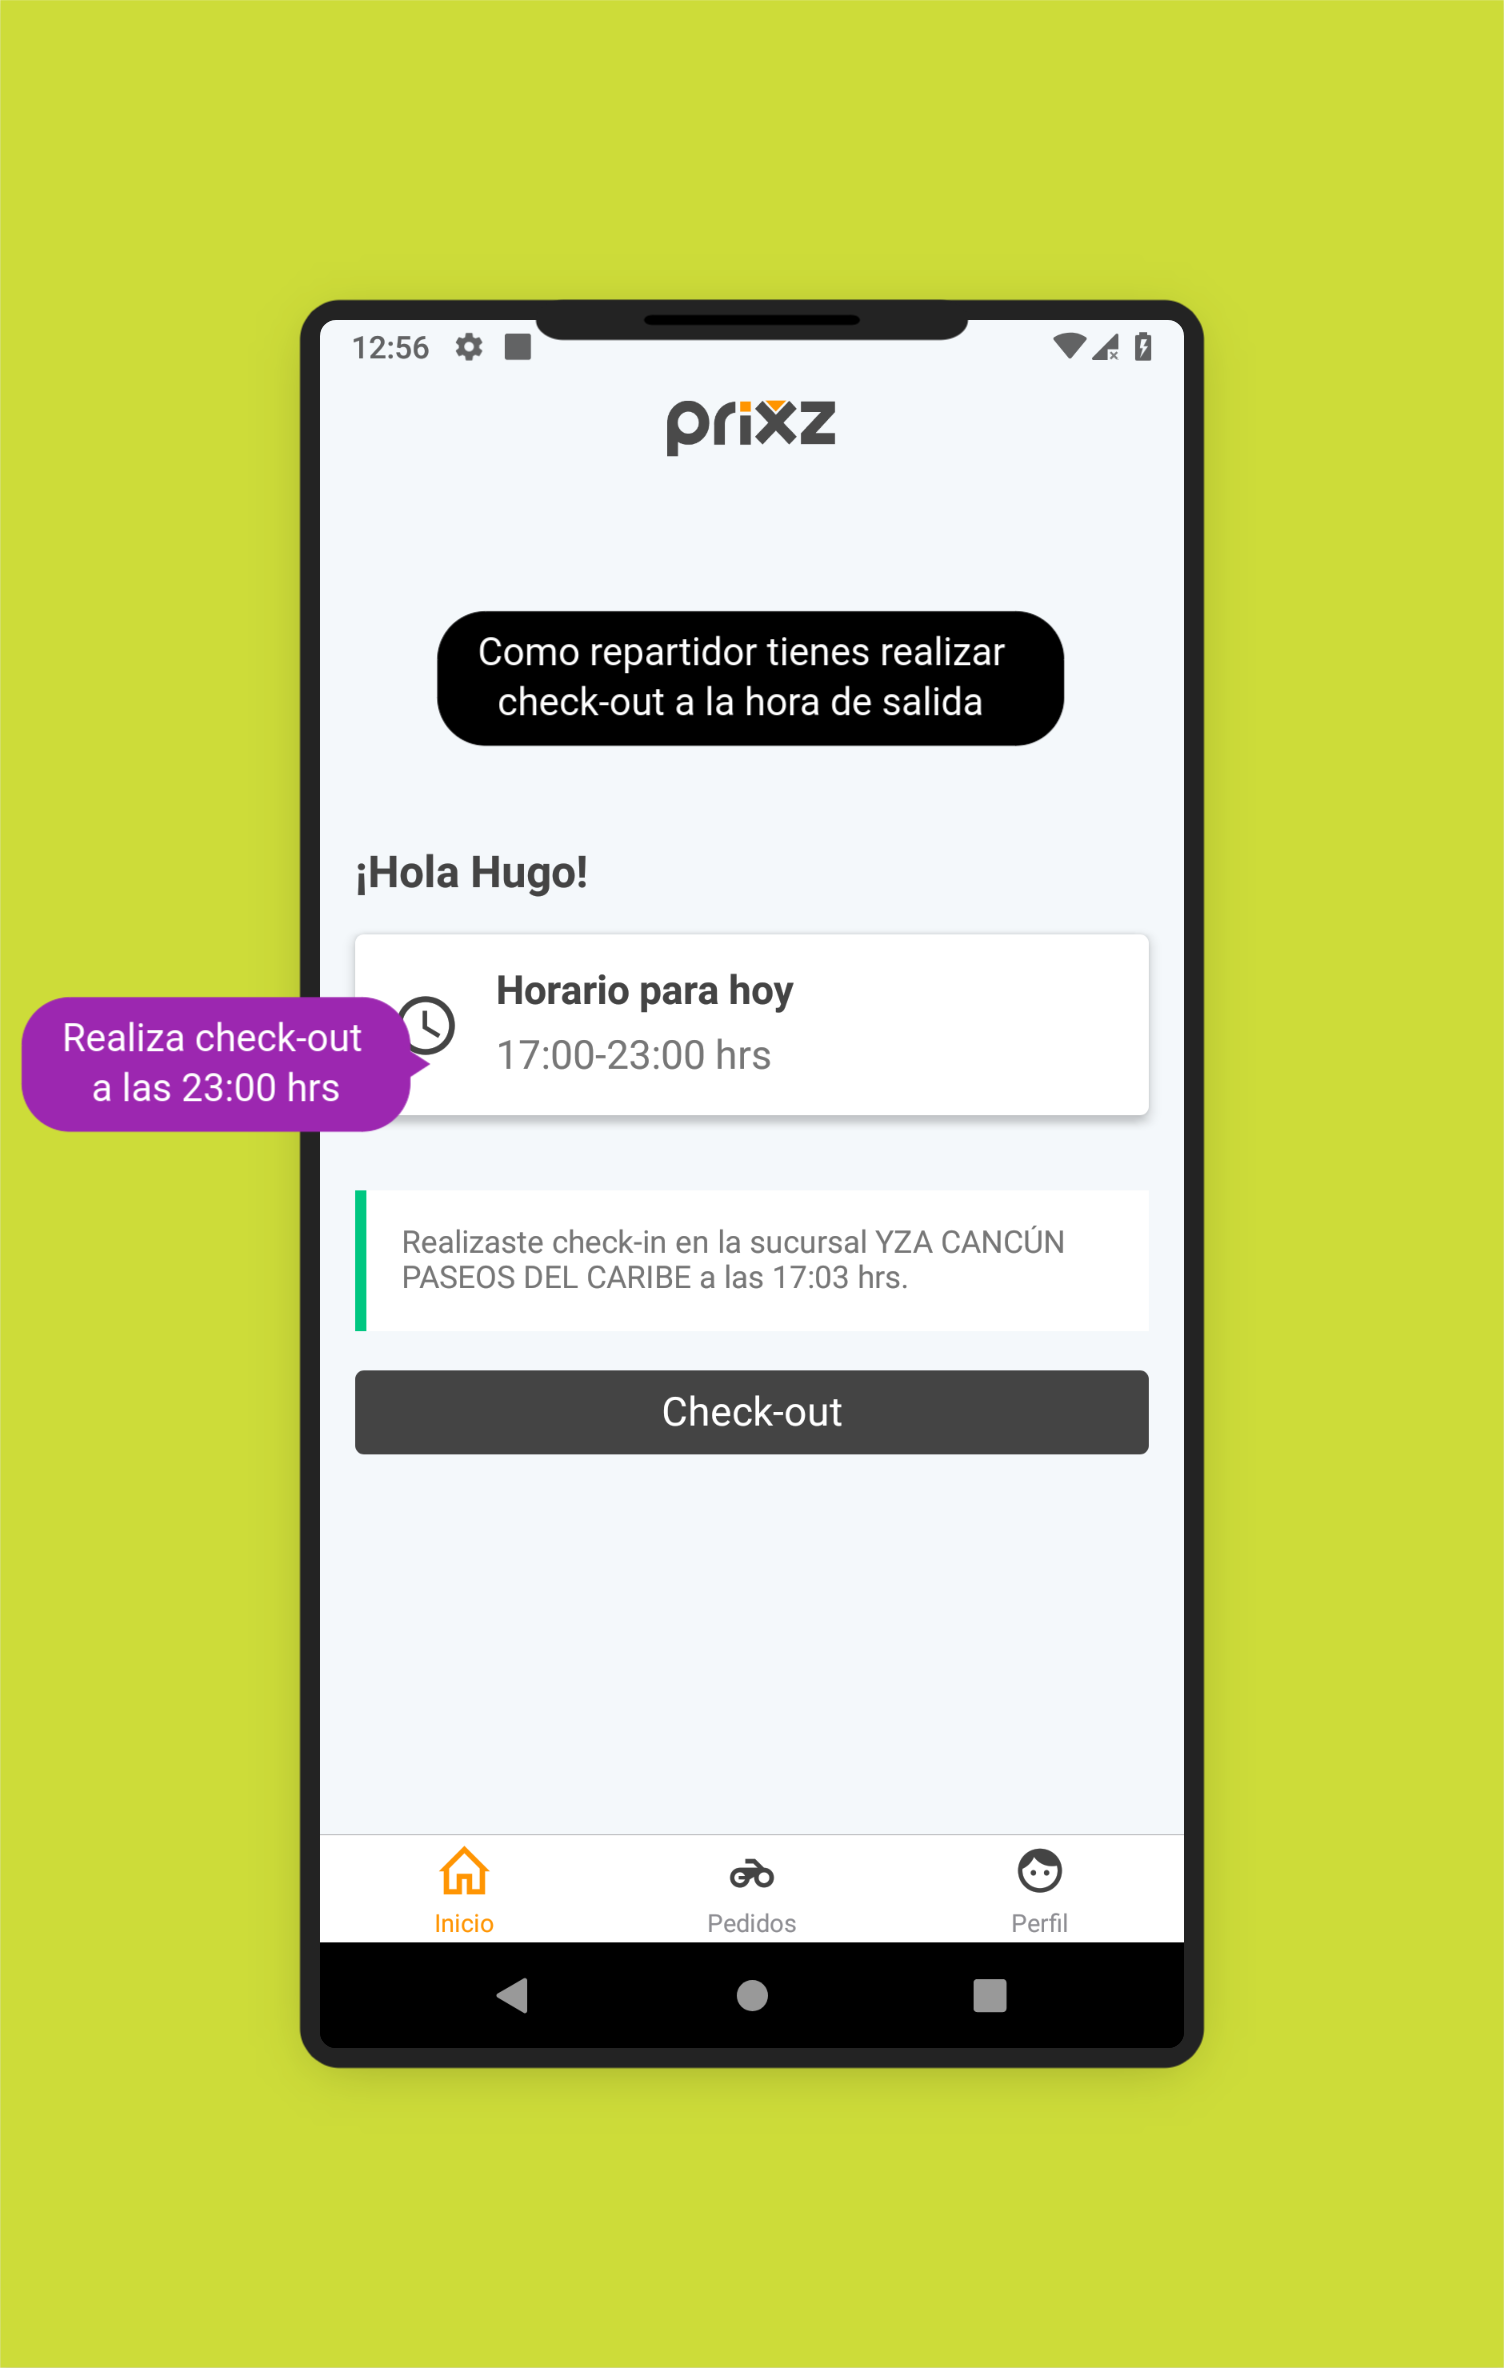 12:56
prixz
Como repartidor tienes realizar
check-out a la hora de salida
¡Hola Hugo!
Horario para hoy
17:00-23:00 hrs
Realiza check-out
a las 23:00 hrs
Realizaste check-in en la sucursal YZA CANCÚN
PASEOS DEL CARIBE a las 17:03 hrs.
Check-out
Inicio
Pedidos
Perfil